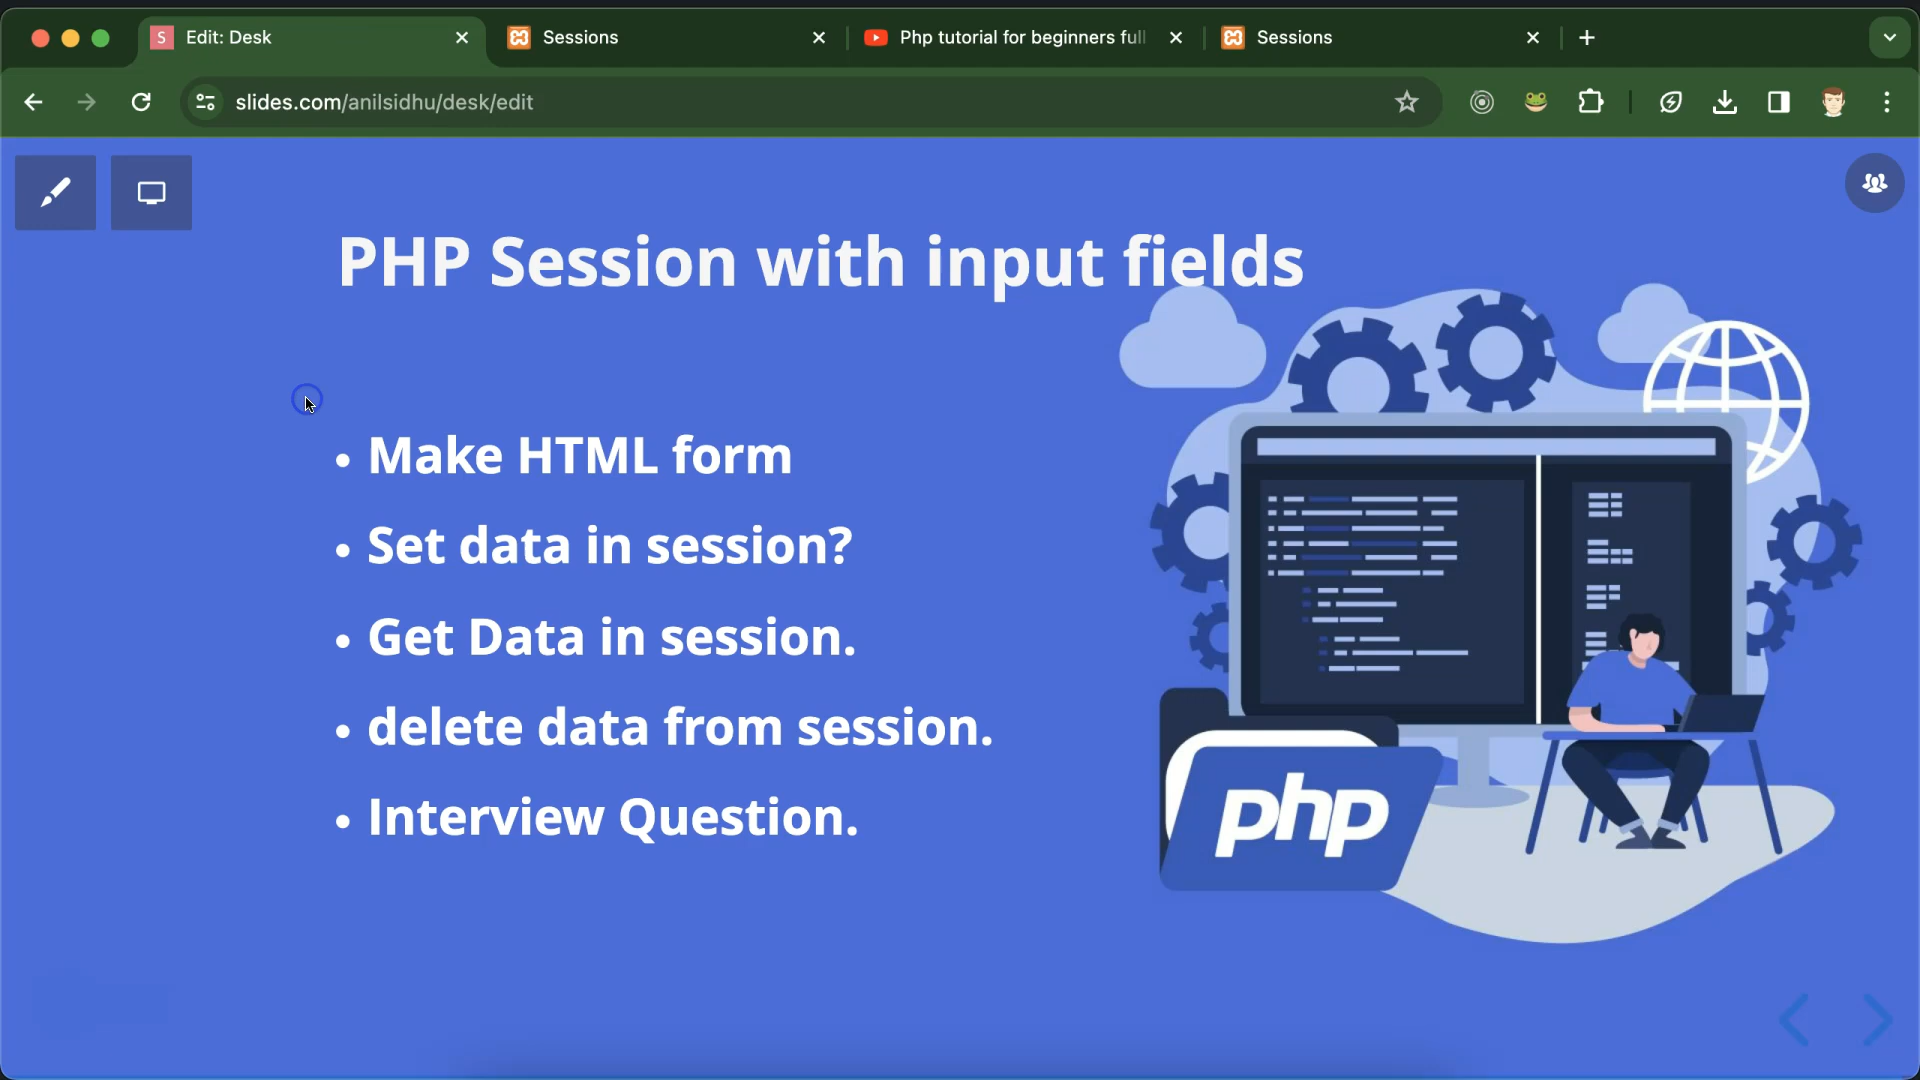 Edit: Desk
Sessions
Php tutorial for beginners full
Sessions
slides.com/anilsidhu/desk/edit
PHP Session with input fields
• Make HTML form
• Set data in session?
• Get Data in session.
• delete data from session.
• Interview Question.
php